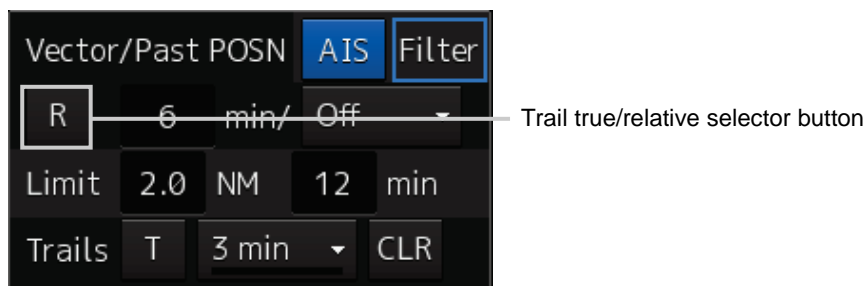 Vector/Past POSN AIS Filter
R 6 min/ Off Trail true/relative selector button
Limit 2.0 NM 12 min
Trails T 3 min CLR